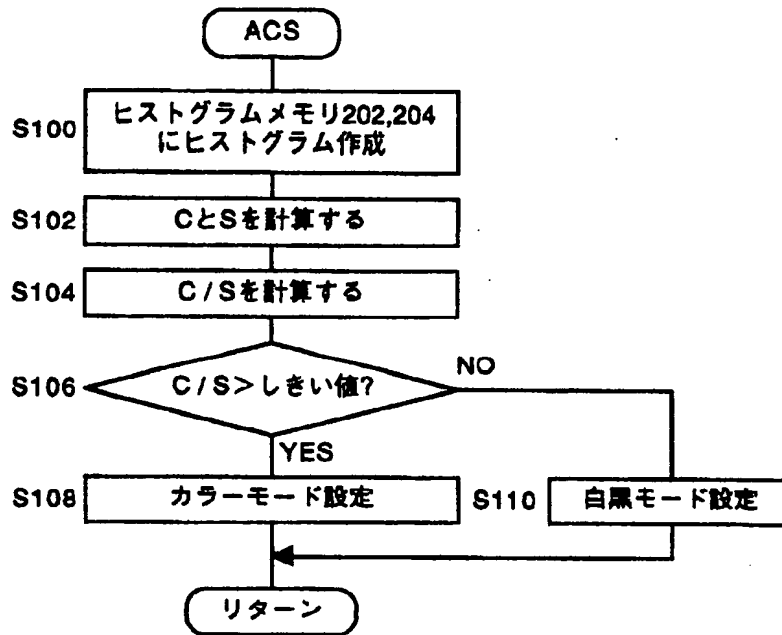 ACS
S100
ヒストグラムメモリ202,204
にヒストグラム作成
S102
CとSを計算する
S104
C/Sを計算する
S106
C/S>しきい値?
NO
YES
S108
カラーモード設定
S110
白黒モード設定
リターン